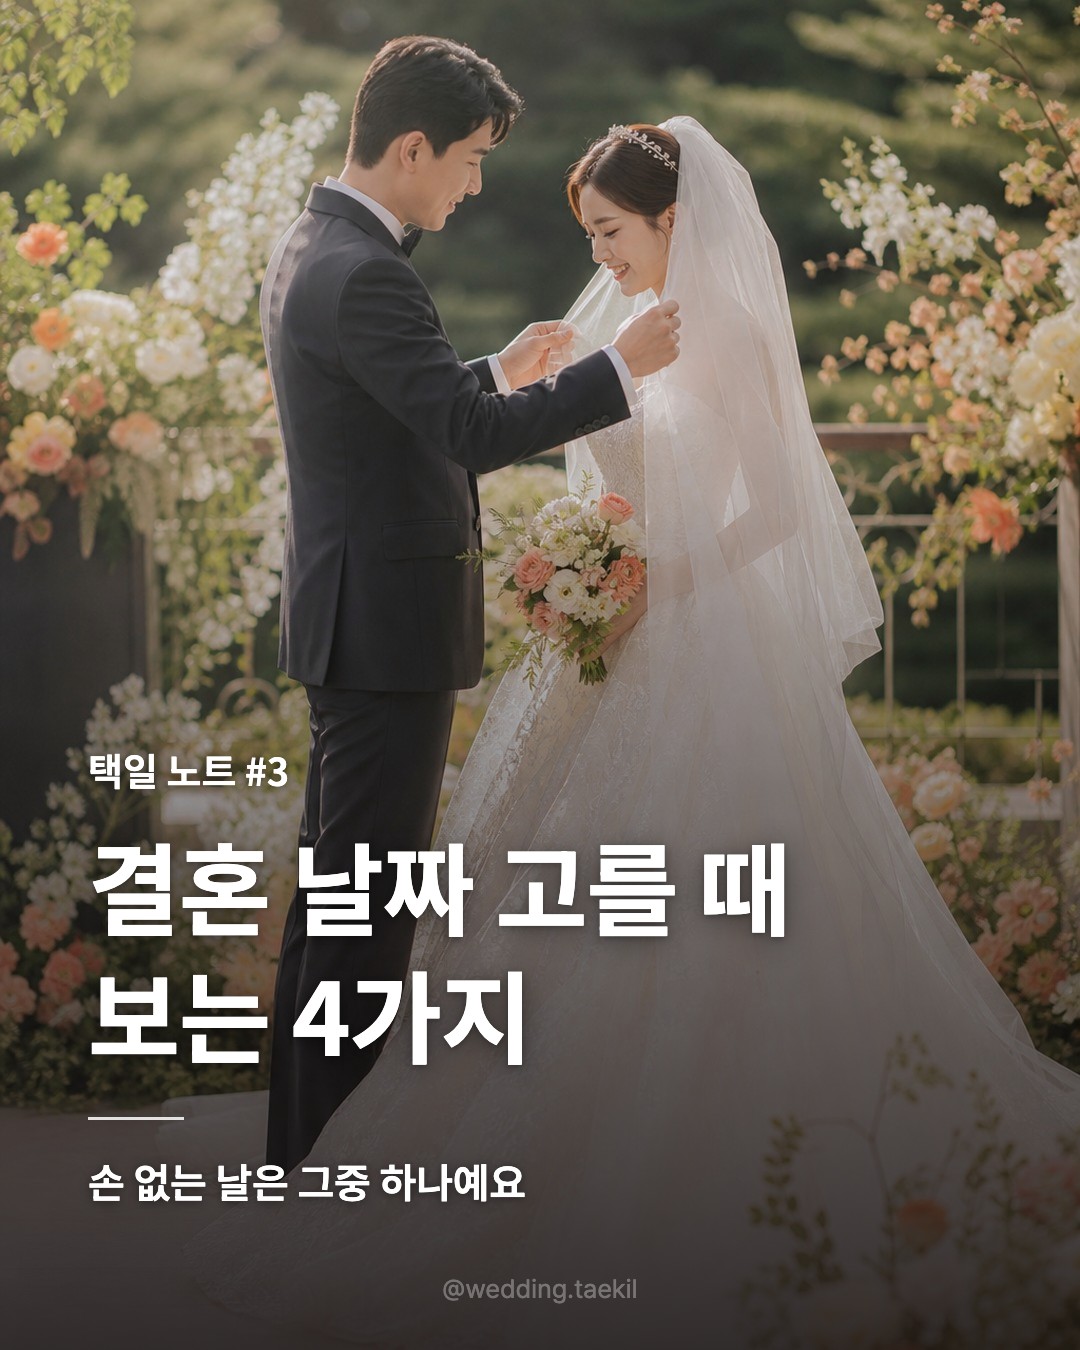 택일 노트 #3
결혼 날짜 고를 때
보는 4가지
손 없는 날은 그중 하나예요
@wedding.taekil